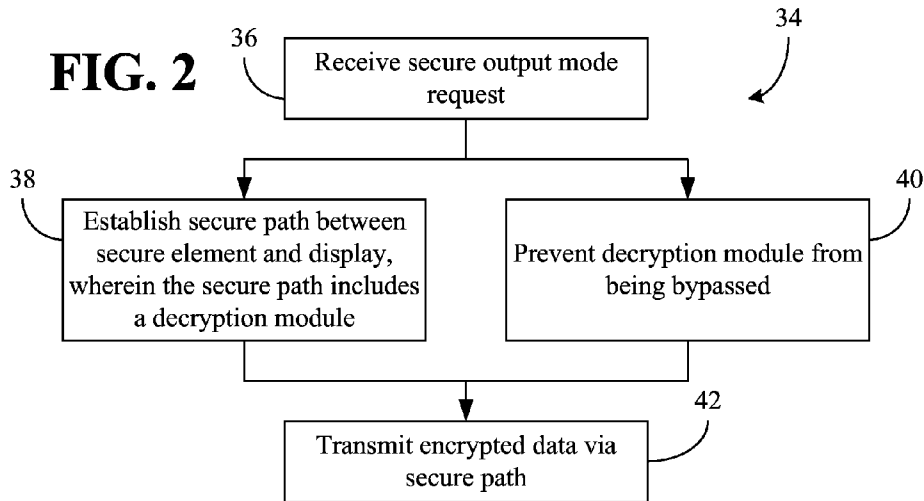 FIG. 2
36
Receive secure output mode
request
34
38
Establish secure path between
secure element and display,
wherein the secure path includes
a decryption module
40
Prevent decryption module from
being bypassed
42
Transmit encrypted data via
secure path